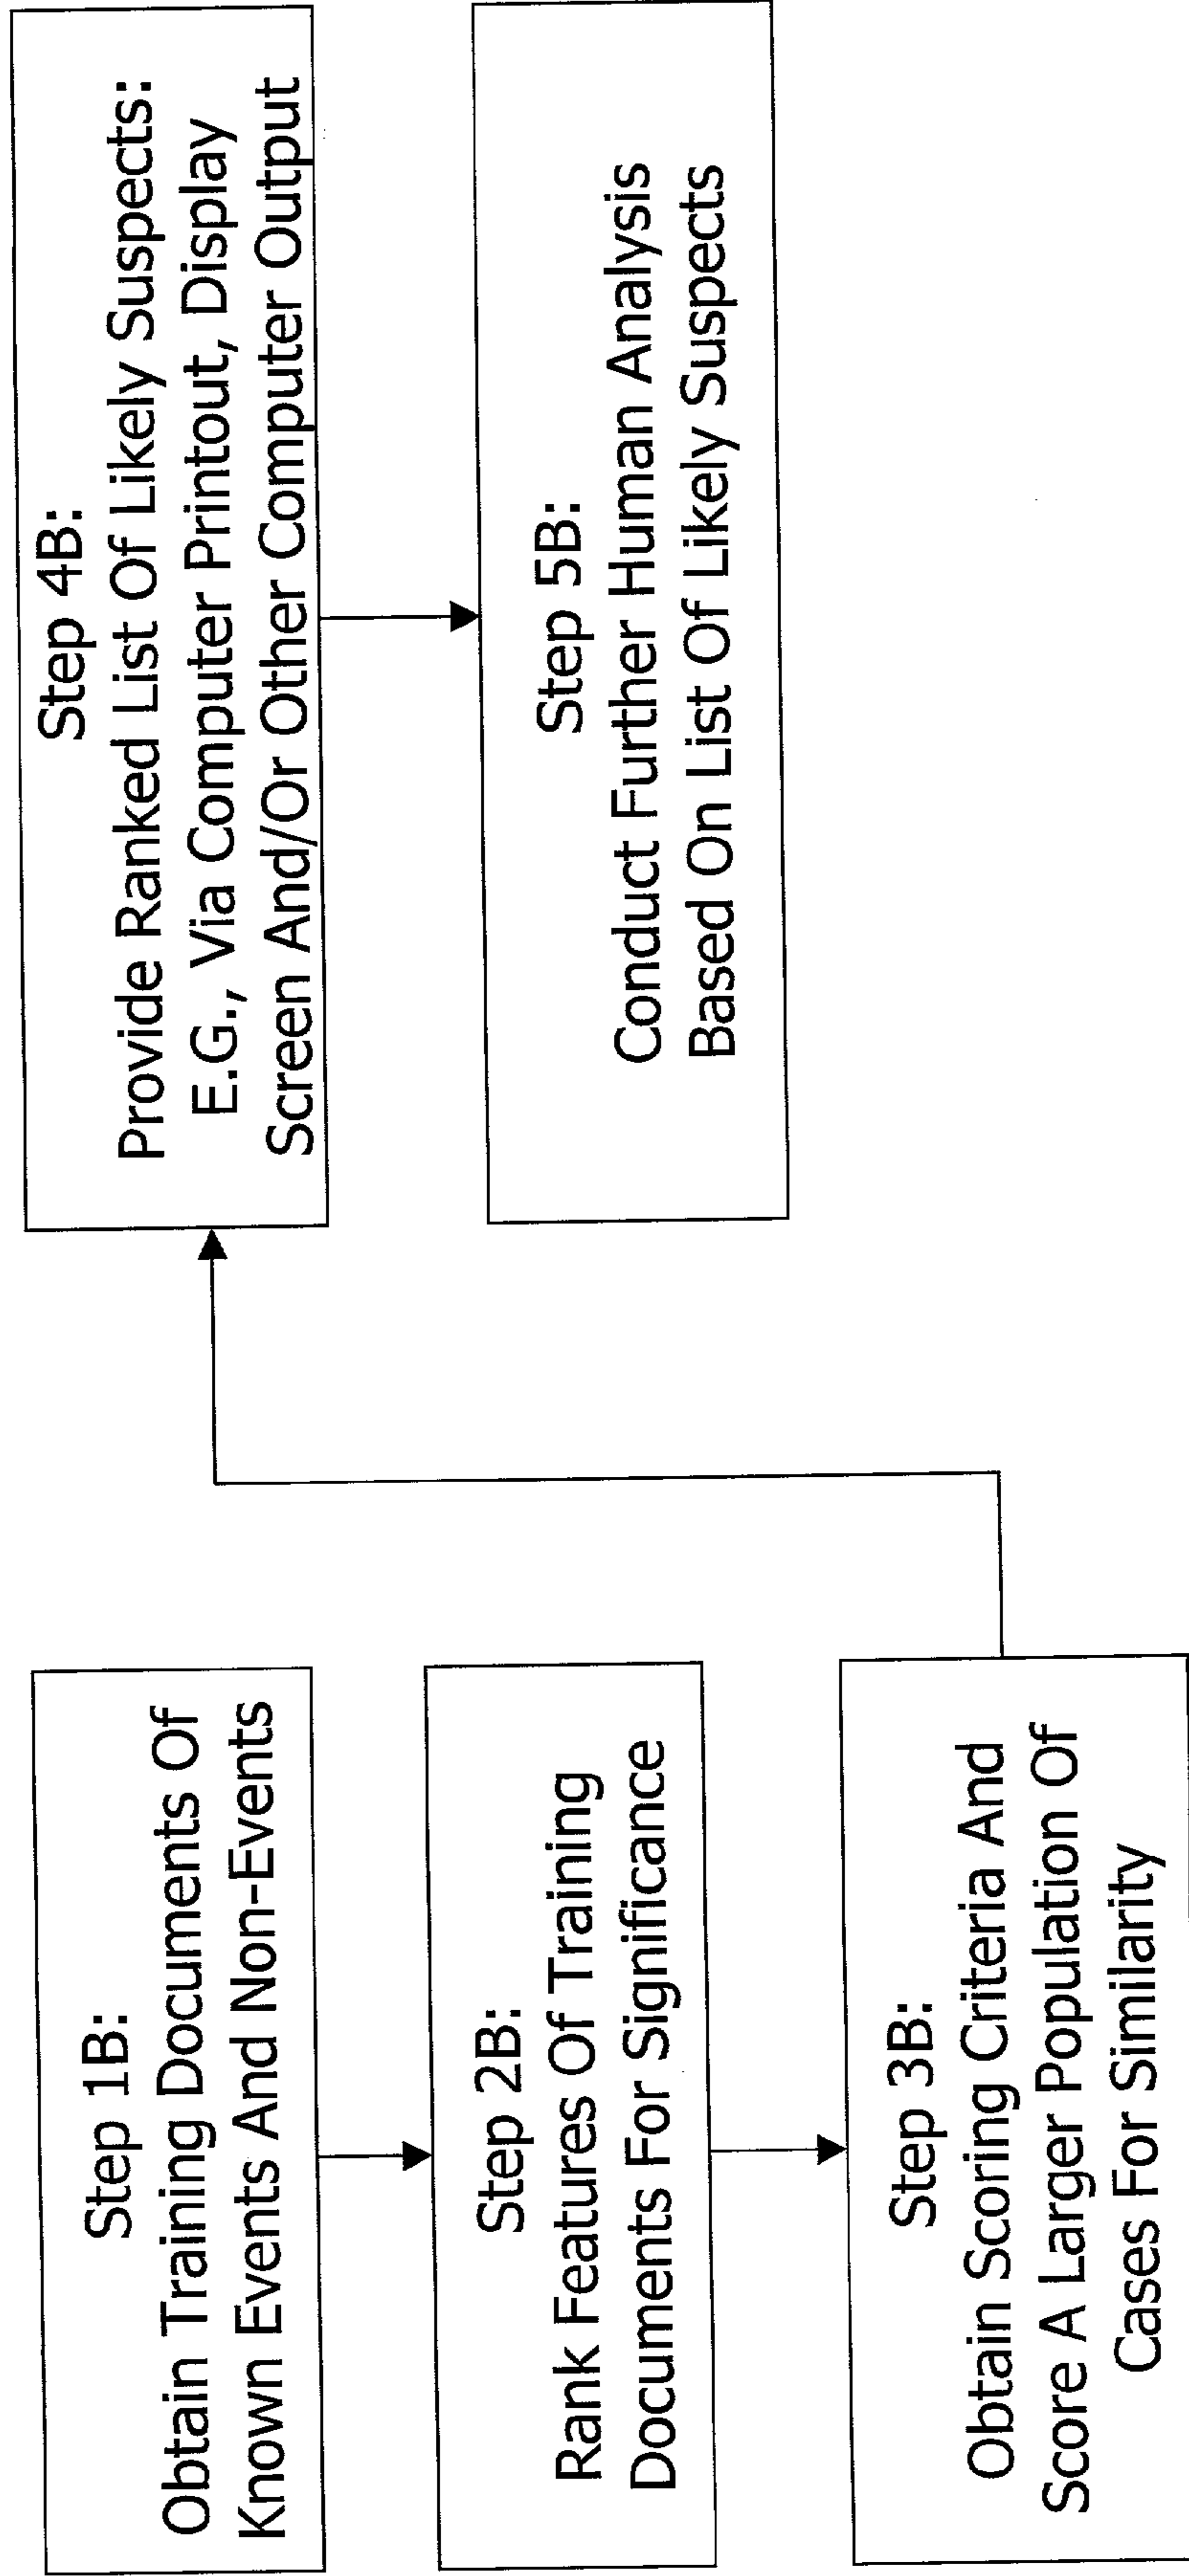 Step 1B:
Obtain Training Documents Of
Known Events And Non-Events
Step 2B:
Rank Features Of Training
Documents For Significance
Step 3B:
Obtain Scoring Criteria And
Score A Larger Population Of
Cases For Similarity
Step 4B:
Provide Ranked List Of Likely Suspects:
E.G., Via Computer Printout, Display
Screen And/Or Other Computer Output
Step 5B:
Conduct Further Human Analysis
Based On List Of Likely Suspects